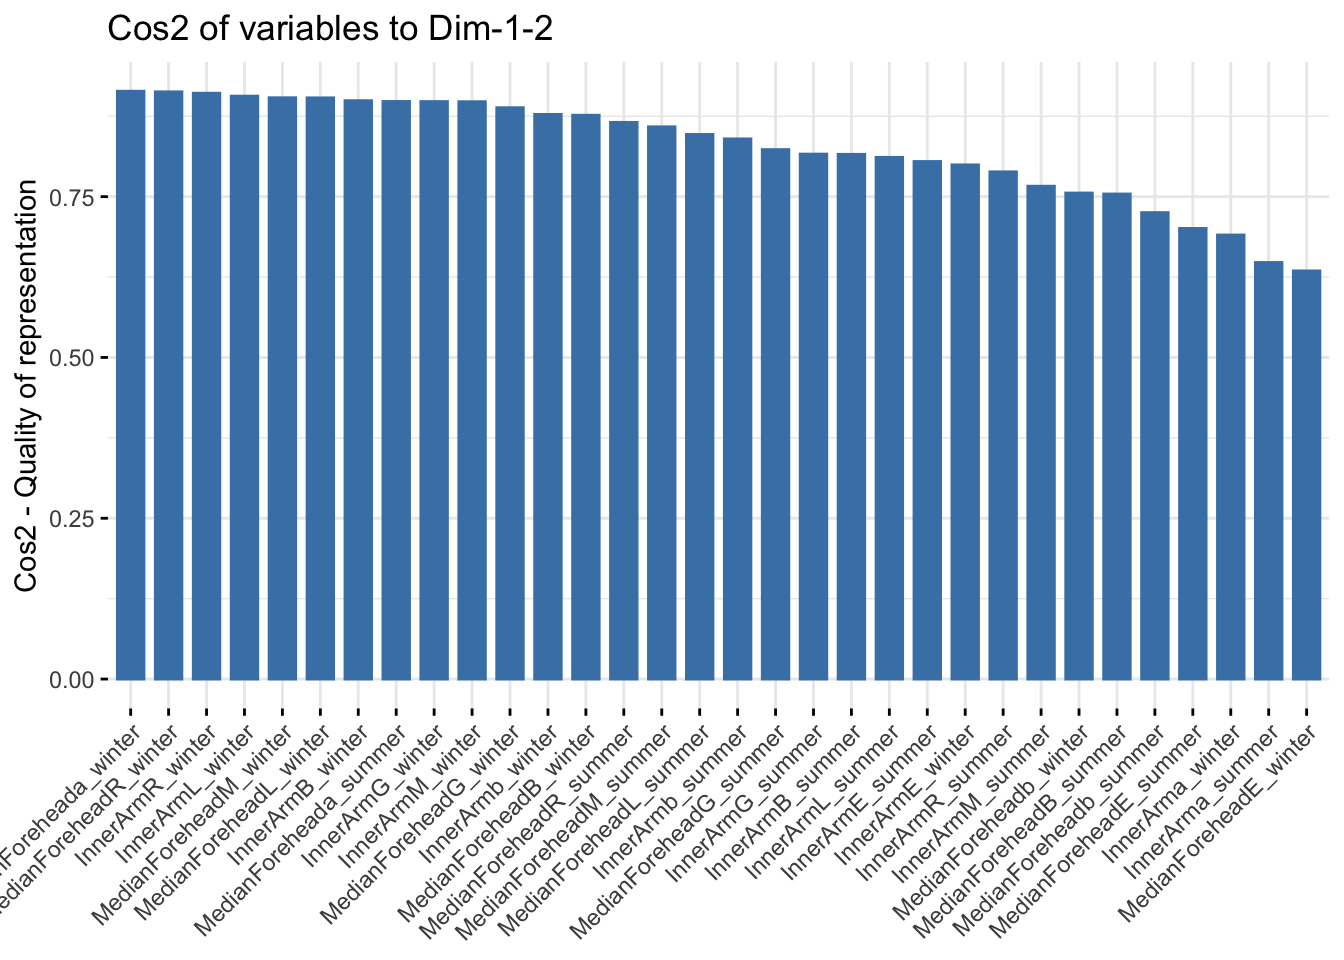 Cos2 of variables to Dim-1-2
Cos2 - Quality of representation
0.75
0.50
0.25
0.00
nForeheada_winter
edianForeheadR_winter
InnerArmR_winter
InnerArmL_winter
MedianForeheadM_winter
MedianForeheadL_winter
InnerArmB_winter
MedianForeheada_summer
InnerArmG_winter
InnerArmM_winter
MedianForeheadG_winter
InnerArmb_winter
MedianForeheadB_winter
MedianForeheadR_summer
MedianForeheadM_summer
MedianForeheadL_summer
InnerArmb_summer
MedianForeheadG_summer
InnerArmG_summer
InnerArmB_summer
InnerArmL_summer
InnerArmE_summer
InnerArmE_winter
InnerArmR_summer
InnerArmM_summer
MedianForeheadb_winter
MedianForeheadB_summer
MedianForeheadb_summer
MedianForeheadE_summer
InnerArma_winter
InnerArma_summer
MedianForeheadE_winter